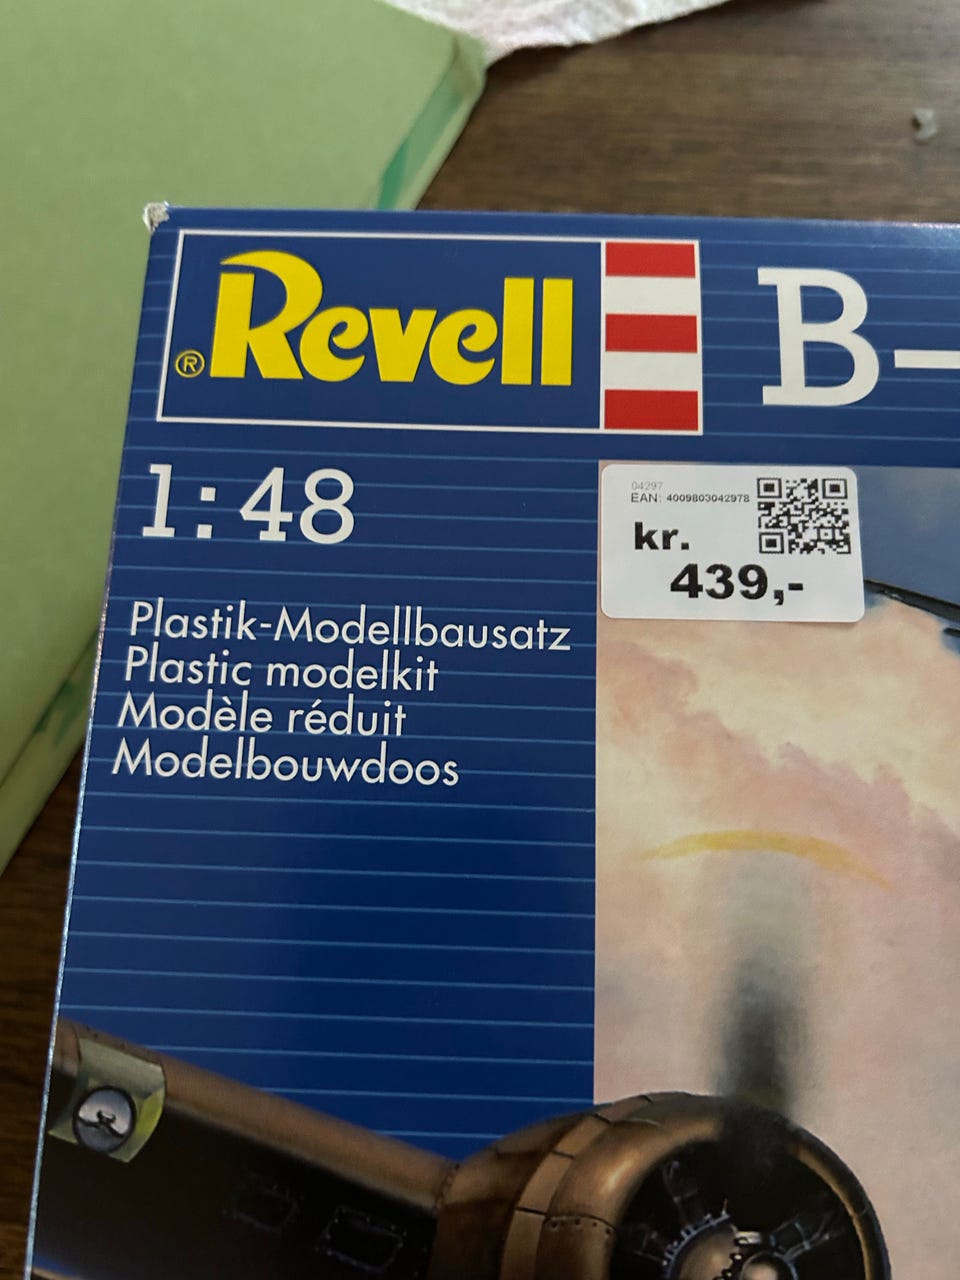 ® Revell
B-
1:48
04297
EAN: 4009803042978
kr.
439,-
Plastik-Modellbausatz
Plastic modelkit
Modèle réduit
Modelbouwdoos